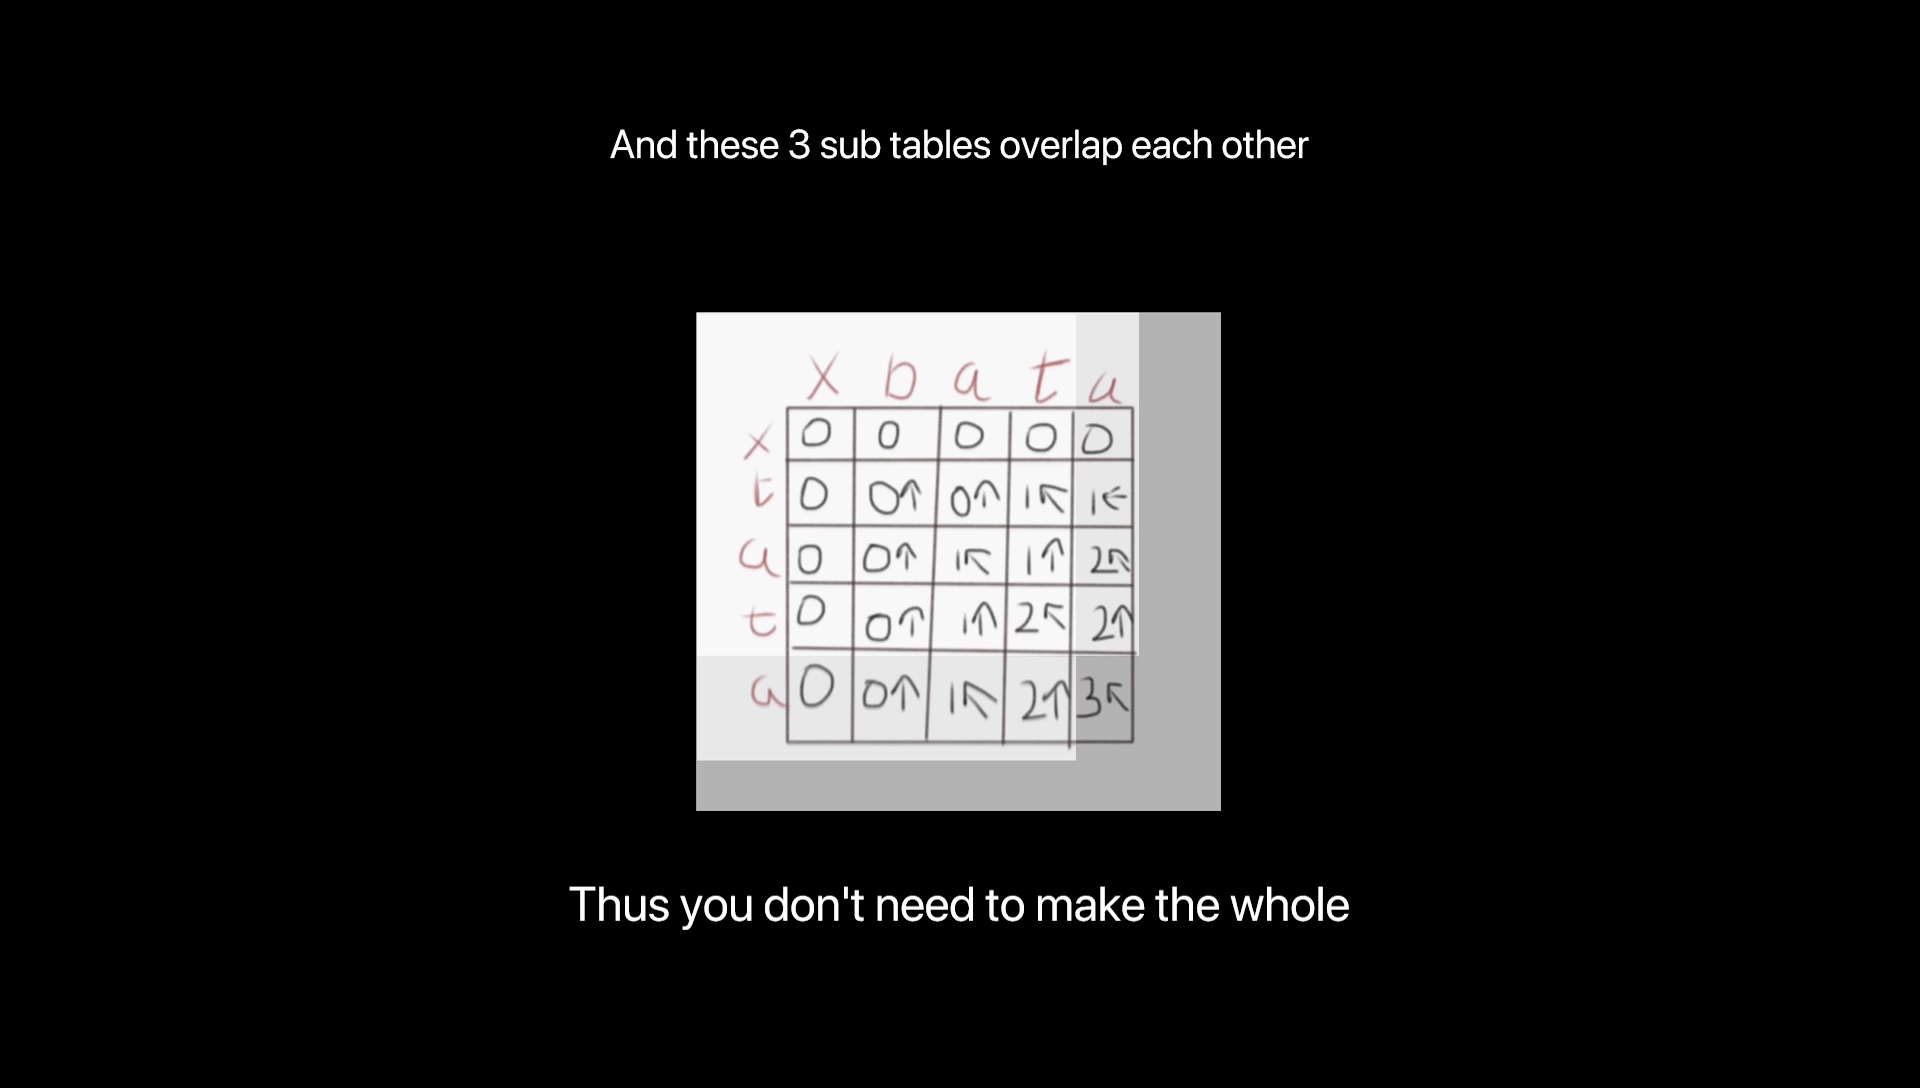 And these 3 sub tables overlap each other
x b a t a
x 0 0 0 0 0
t 0 0↑ 0↑ 1↖ 1←
a 0 0↑ 1↖ 1↑ 2↖
t 0 0↑ 1↑ 2↖ 2↑
a 0 0↑ 1↖ 2↑ 3↖
Thus you don't need to make the whole